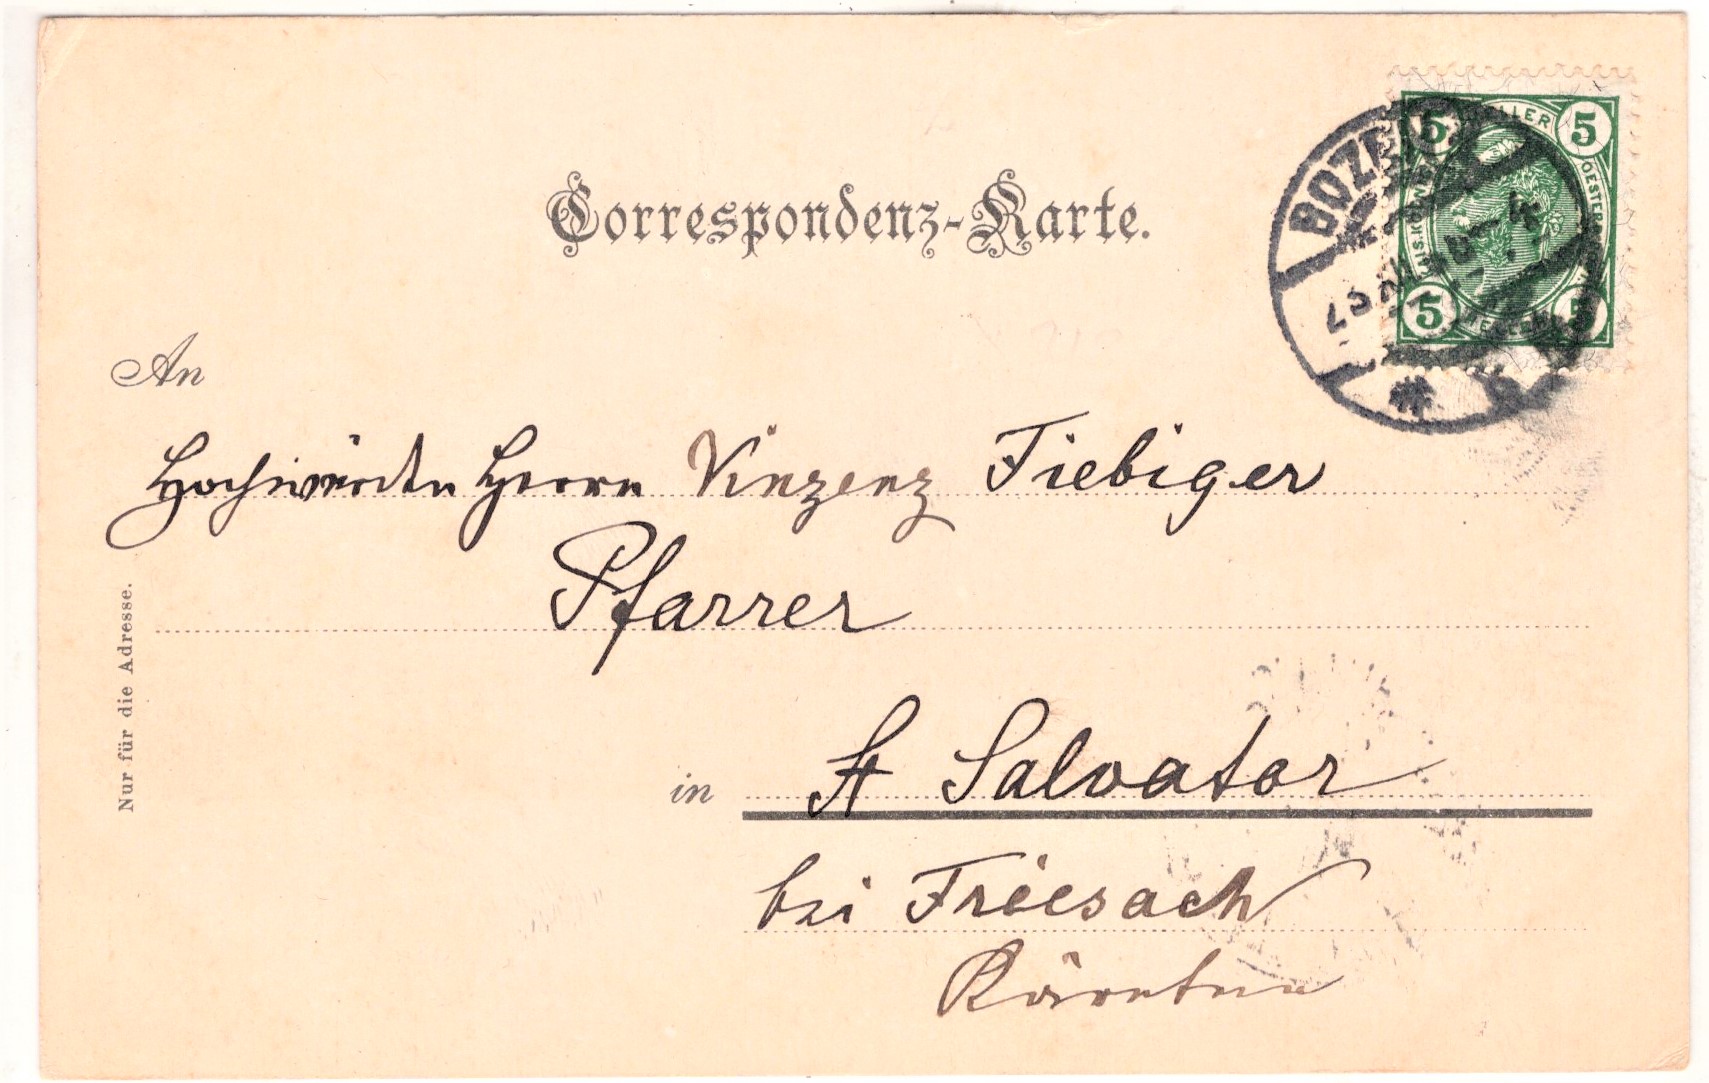 Correspondenz-Karte.
5 HELLER 5
5 HELLER 5
BOZEN
An
Hochwürden Herrn Vinzenz Fiebiger
Pfarrer
Nur für die Adresse.
in St Salvator
bei Friesach
Kärnten